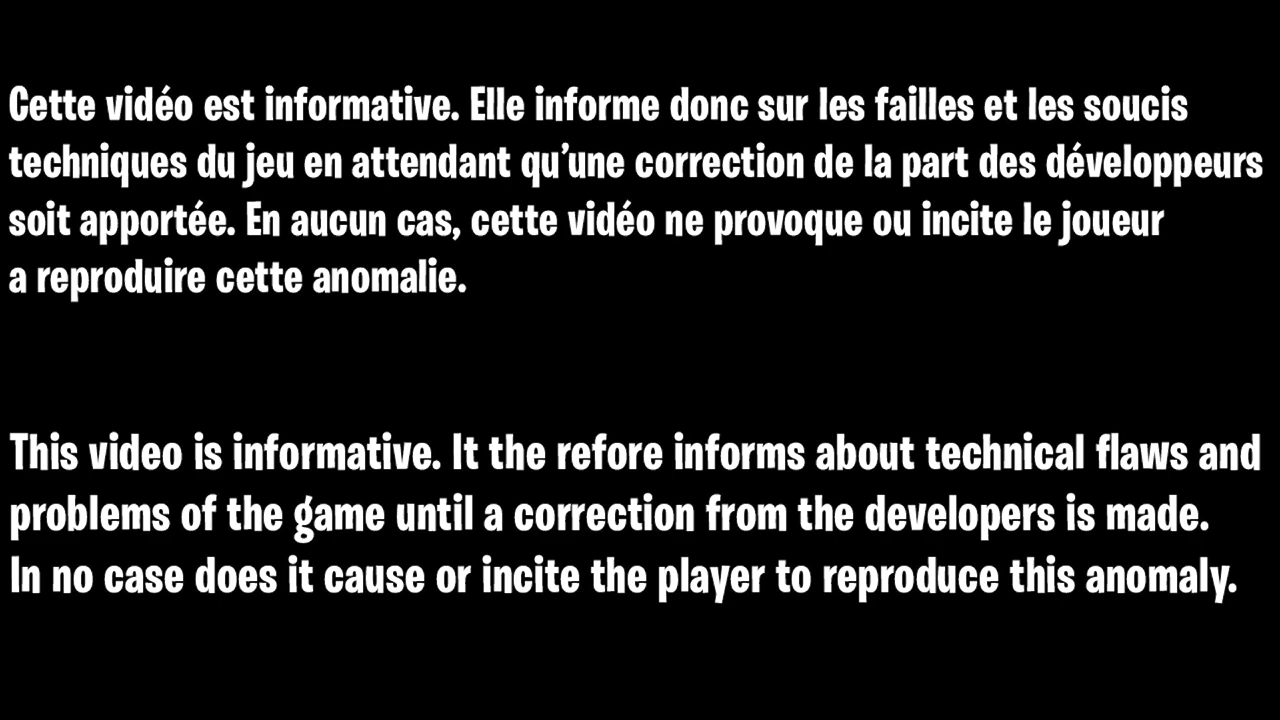 Cette vidéo est informative. Elle informe donc sur les failles et les soucis
techniques du jeu en attendant qu’une correction de la part des développeurs
soit apportée. En aucun cas, cette vidéo ne provoque ou incite le joueur
a reproduire cette anomalie.
This video is informative. It the refore informs about technical flaws and
problems of the game until a correction from the developers is made.
In no case does it cause or incite the player to reproduce this anomaly.